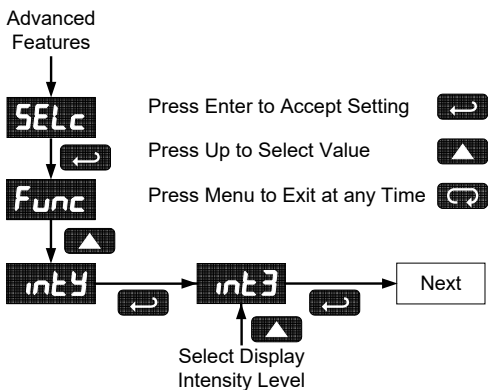 Advanced
Features
SELc
Press Enter to Accept Setting
Press Up to Select Value
Func
Press Menu to Exit at any Time
intY
int3
Next
Select Display
Intensity Level